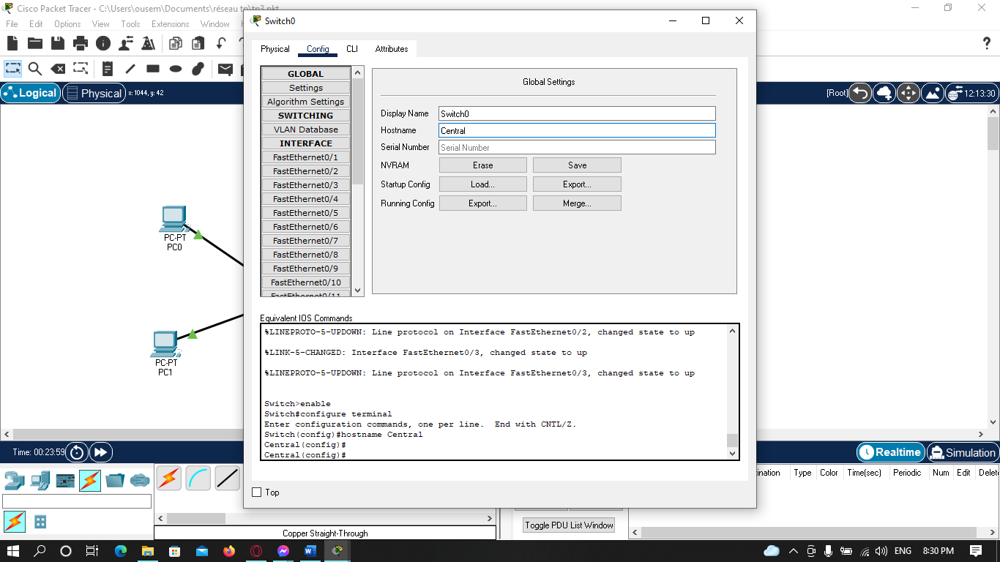 Cisco Packet Tracer - C:\Users\ousem\Documents\réseau tp\tp3.pkt
File Edit Options View Tools Extensions Window
Logical Physical x: 1044, y: 42
[Root] 12:13:30
PC-PT
PC0
PC-PT
PC1
Switch0
Physical Config CLI Attributes
GLOBAL
Settings
Algorithm Settings
SWITCHING
VLAN Database
INTERFACE
FastEthernet0/1
FastEthernet0/2
FastEthernet0/3
FastEthernet0/4
FastEthernet0/5
FastEthernet0/6
FastEthernet0/7
FastEthernet0/8
FastEthernet0/9
FastEthernet0/10
FastEthernet0/11
Global Settings
Display Name Switch0
Hostname Central
Serial Number Serial Number
NVRAM Erase Save
Startup Config Load... Export...
Running Config Export... Merge...
Equivalent IOS Commands
%LINEPROTO-5-UPDOWN: Line protocol on Interface FastEthernet0/2, changed state to up
%LINK-5-CHANGED: Interface FastEthernet0/3, changed state to up
%LINEPROTO-5-UPDOWN: Line protocol on Interface FastEthernet0/3, changed state to up
Switch>enable
Switch#configure terminal
Enter configuration commands, one per line. End with CNTL/Z.
Switch(config)#hostname Central
Central(config)#
Central(config)#
Top
Time: 00:23:59
Realtime Simulation
ination Type Color Time(sec) Periodic Num Edit Delet
Toggle PDU List Window
Copper Straight-Through
ENG 8:30 PM